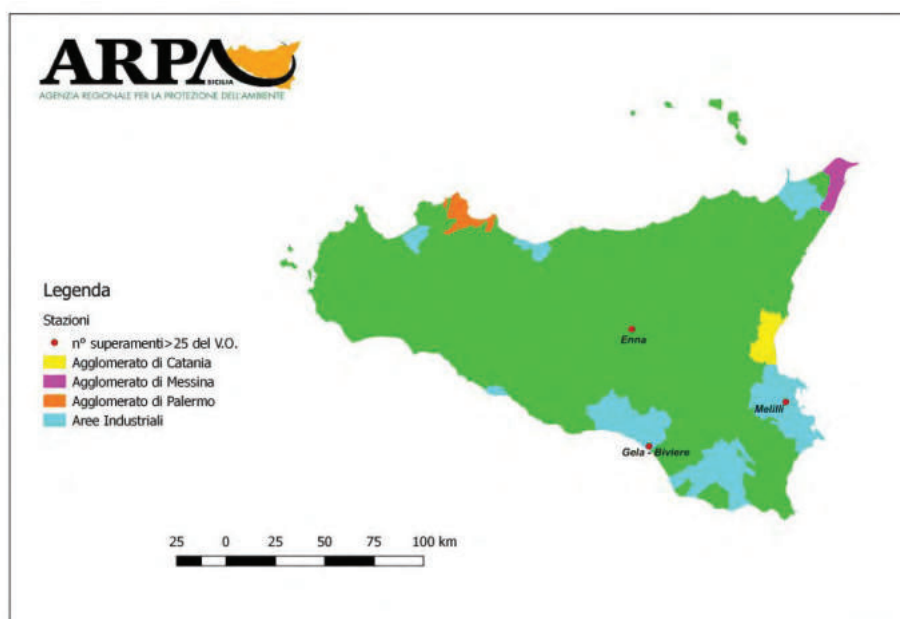 ARPA
SICILIA
AGENZIA REGIONALE PER LA PROTEZIONE DELL'AMBIENTE
Legenda
Stazioni
n° superamenti>25 del V.O.
Agglomerato di Catania
Agglomerato di Messina
Agglomerato di Palermo
Aree Industriali
Enna
Melilli
Gela - Biviere
25 0 25 50 75 100 km